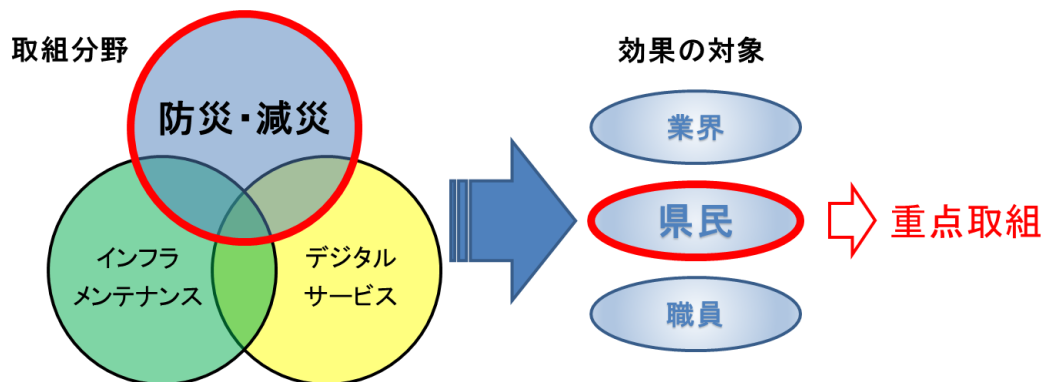 取組分野
防災・減災
インフラ
メンテナンス
デジタル
サービス
効果の対象
業界
県民
職員
重点取組